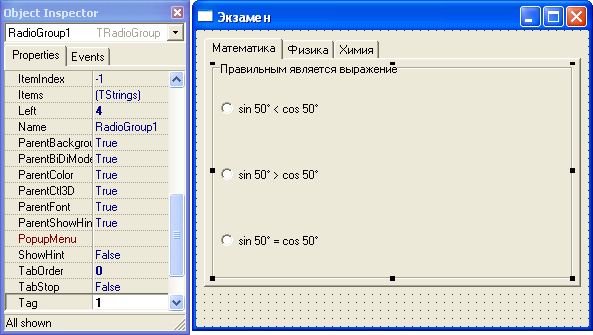 Object Inspector
RadioGroup1 TRadioGroup
Properties Events
ItemIndex -1
Items (TStrings)
Left 4
Name RadioGroup1
ParentBackgrou True
ParentBiDiMode True
ParentColor True
ParentCtl3D True
ParentFont True
ParentShowHin True
PopupMenu
ShowHint False
TabOrder 0
TabStop False
Tag 1
All shown
Экзамен
Математика Физика Химия
Правильным является выражение
sin 50° < cos 50°
sin 50° > cos 50°
sin 50° = cos 50°